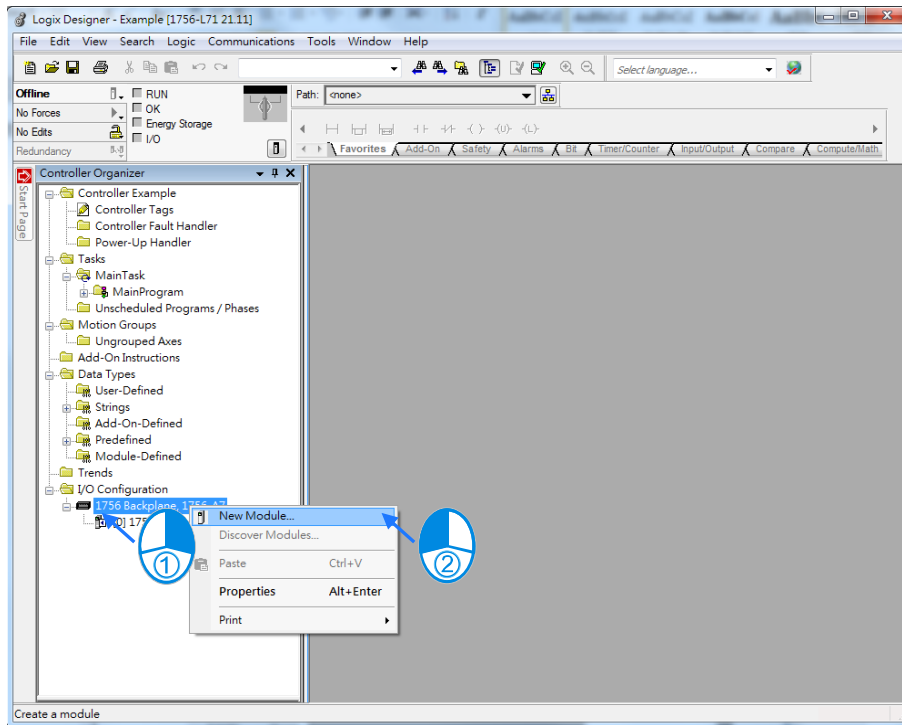 Logix Designer - Example [1756-L71 21.11]
File Edit View Search Logic Communications Tools Window Help
Select language...
Offline
RUN
Path: <none>
No Forces
OK
Energy Storage
No Edits
I/O
Redundancy
Favorites Add-On Safety Alarms Bit Timer/Counter Input/Output Compare Compute/Math
Start Page
Controller Organizer
Controller Example
Controller Tags
Controller Fault Handler
Power-Up Handler
Tasks
MainTask
MainProgram
Unscheduled Programs / Phases
Motion Groups
Ungrouped Axes
Add-On Instructions
Data Types
User-Defined
Strings
Add-On-Defined
Predefined
Module-Defined
Trends
I/O Configuration
1756 Backplane, 1756-A7
New Module...
Discover Modules...
Paste Ctrl+V
Properties Alt+Enter
Print
1
2
Create a module